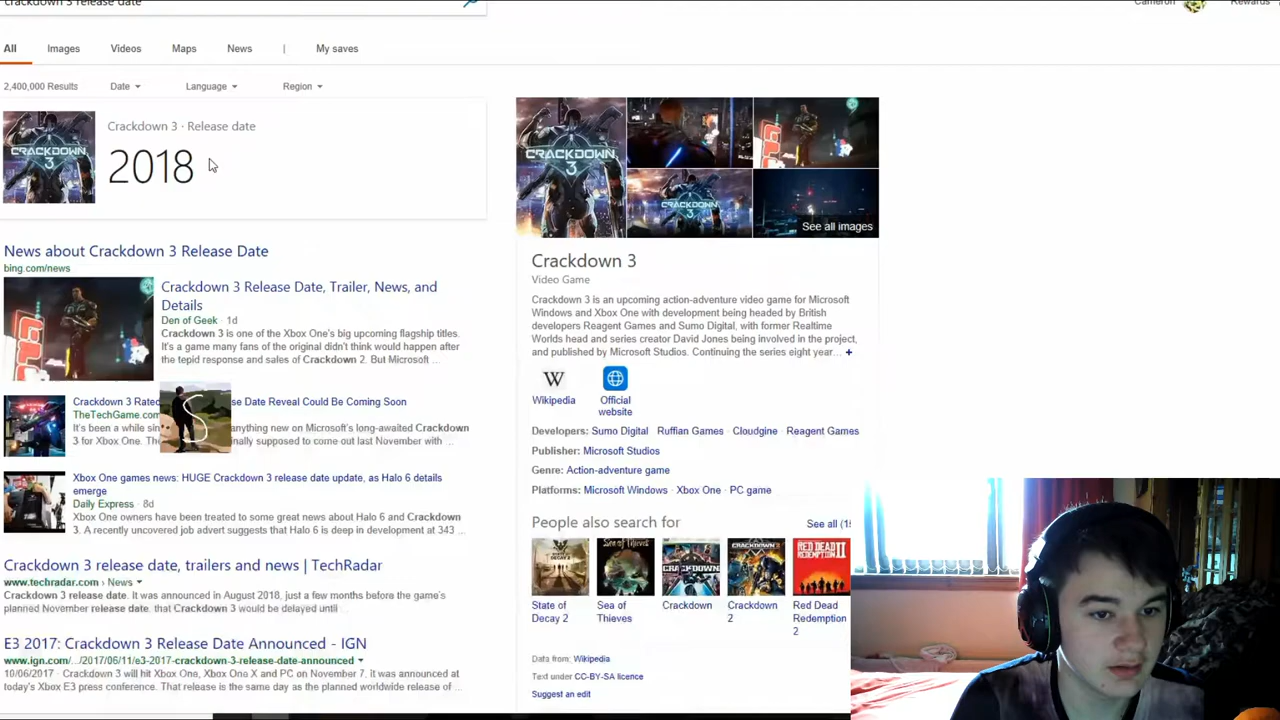 crackdown 3 release date
Cameron
Rewards
All Images Videos Maps News | My saves
2,400,000 Results Date Language Region
Crackdown 3 · Release date
2018
CRACKDOWN
3
News about Crackdown 3 Release Date
bing.com/news
Crackdown 3 Release Date, Trailer, News, and
Details
Den of Geek · 1d
Crackdown 3 is one of the Xbox One's big upcoming flagship titles.
It's a game many fans of the original didn't think would happen after
the tepid response and sales of Crackdown 2. But Microsoft ...
Crackdown 3 Rated
se Date Reveal Could Be Coming Soon
TheTechGame.com
It's been a while sin
anything new on Microsoft's long-awaited Crackdown
3 for Xbox One. The
nally supposed to come out last November with ...
S
Xbox One games news: HUGE Crackdown 3 release date update, as Halo 6 details
emerge
Daily Express · 8d
Xbox One owners have been treated to some great news about Halo 6 and Crackdown
3. A recently uncovered job advert suggests that Halo 6 is deep in development at 343 ...
Crackdown 3 release date, trailers and news | TechRadar
www.techradar.com › News
Crackdown 3 release date. It was announced in August 2018, just a few months before the game's
planned November release date, that Crackdown 3 would be delayed until
E3 2017: Crackdown 3 Release Date Announced - IGN
www.ign.com/.../2017/06/11/e3-2017-crackdown-3-release-date-announced
10/06/2017 · Crackdown 3 will hit Xbox One, Xbox One X and PC on November 7, it was announced at
today's Xbox E3 press conference. That release is the same day as the planned worldwide release of ...
CRACKDOWN
3
CRACKDOWN
3
See all images
Crackdown 3
Video Game
Crackdown 3 is an upcoming action-adventure video game for Microsoft
Windows and Xbox One with development being headed by British
developers Reagent Games and Sumo Digital, with former Realtime
Worlds head and series creator David Jones being involved in the project,
and published by Microsoft Studios. Continuing the series eight year... +
W
Wikipedia
Official
website
Developers: Sumo Digital · Ruffian Games · Cloudgine · Reagent Games
Publisher: Microsoft Studios
Genre: Action-adventure game
Platforms: Microsoft Windows · Xbox One · PC game
People also search for
See all (1
CRACKDOWN
RED DEAD
State of
Decay 2
Sea of
Thieves
Crackdown
Crackdown
2
Red Dead
Redemption
2
Data from: Wikipedia
Text under CC-BY-SA licence
Suggest an edit